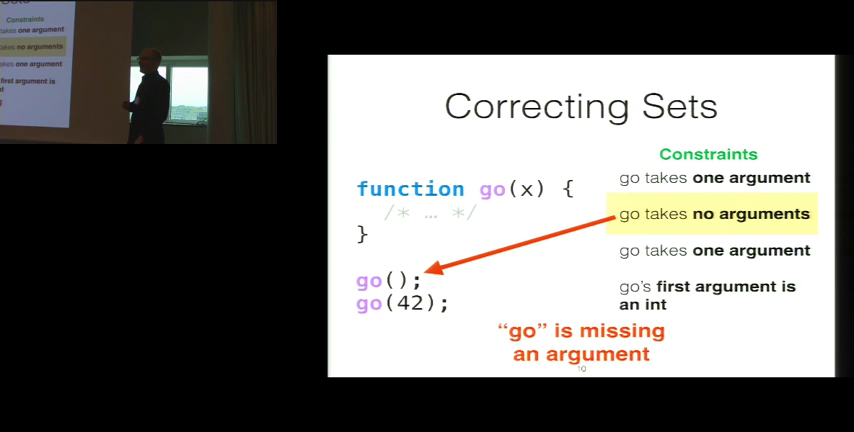 Constraints
takes one argument
takes no arguments
takes one argument
first argument is
Correcting Sets
Constraints
go takes one argument
go takes no arguments
go takes one argument
go's first argument is
an int
function go(x) {
/* … */
}
go();
go(42);
“go” is missing
an argument
10